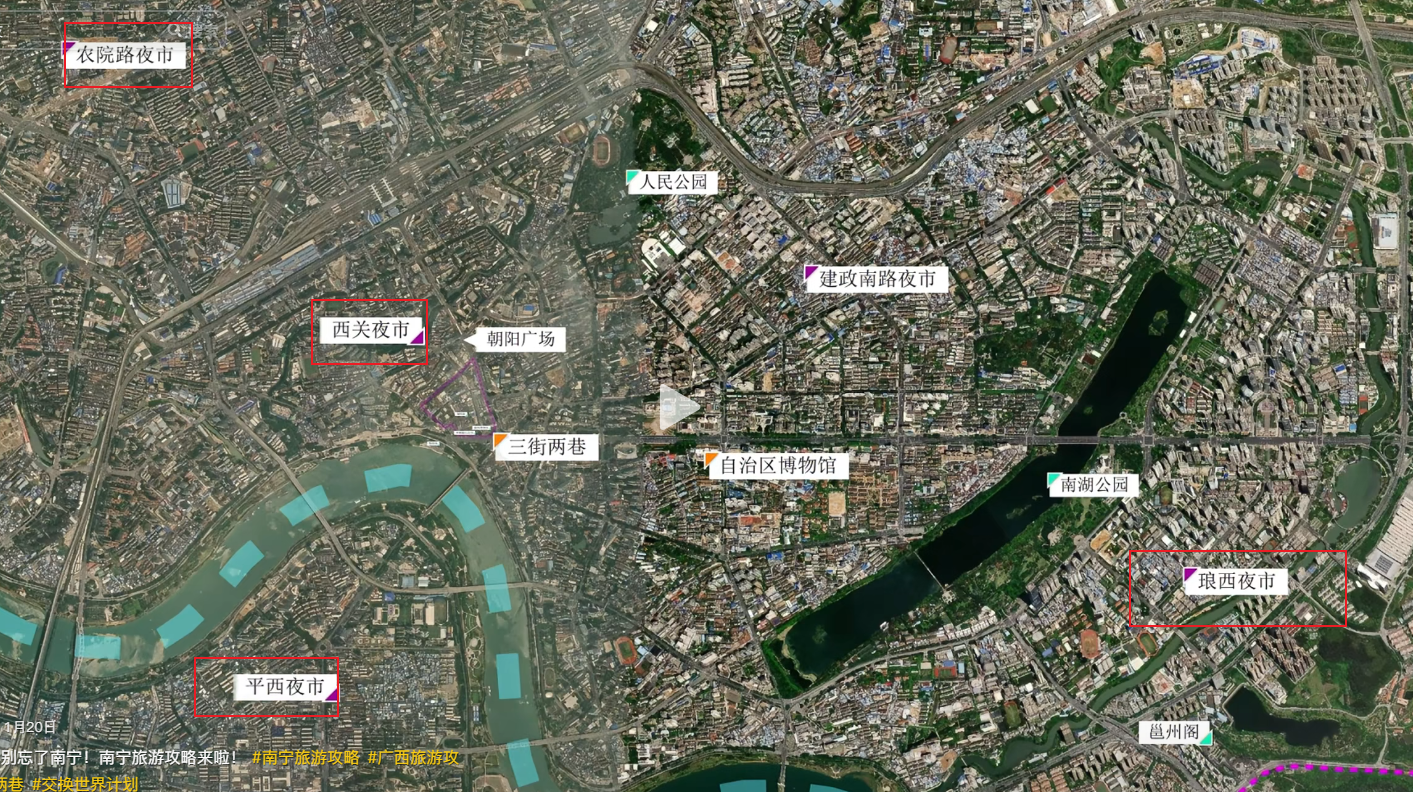 农院路夜市
人民公园
建政南路夜市
西关夜市
朝阳广场
三街两巷
自治区博物馆
南湖公园
琅西夜市
平西夜市
邕州阁
1月20日
别忘了南宁！南宁旅游攻略来啦！ #南宁旅游攻略 #广西旅游攻
两巷 #交换世界计划